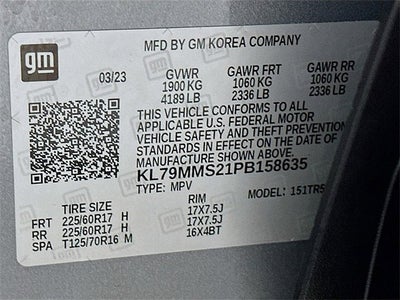 gm
MFD BY GM KOREA COMPANY
03/23 GVWR GAWR FRT GAWR RR
1900 KG 1060 KG 1060 KG
4189 LB 2336 LB 2336 LB
THIS VEHICLE CONFORMS TO ALL
APPLICABLE U.S. FEDERAL MOTOR
VEHICLE SAFETY AND THEFT PREVENTION
STANDARDS IN EFFECT ON THE DATE OF
MANUFACTURE SHOWN ABOVE.
KL79MMS21PB158635
TYPE: MPV MODEL: 151TR5
TIRE SIZE RIM
FRT 225/60R17 H 17X7.5J
RR 225/60R17 H 17X7.5J
SPA T125/70R16 M 16X4BT